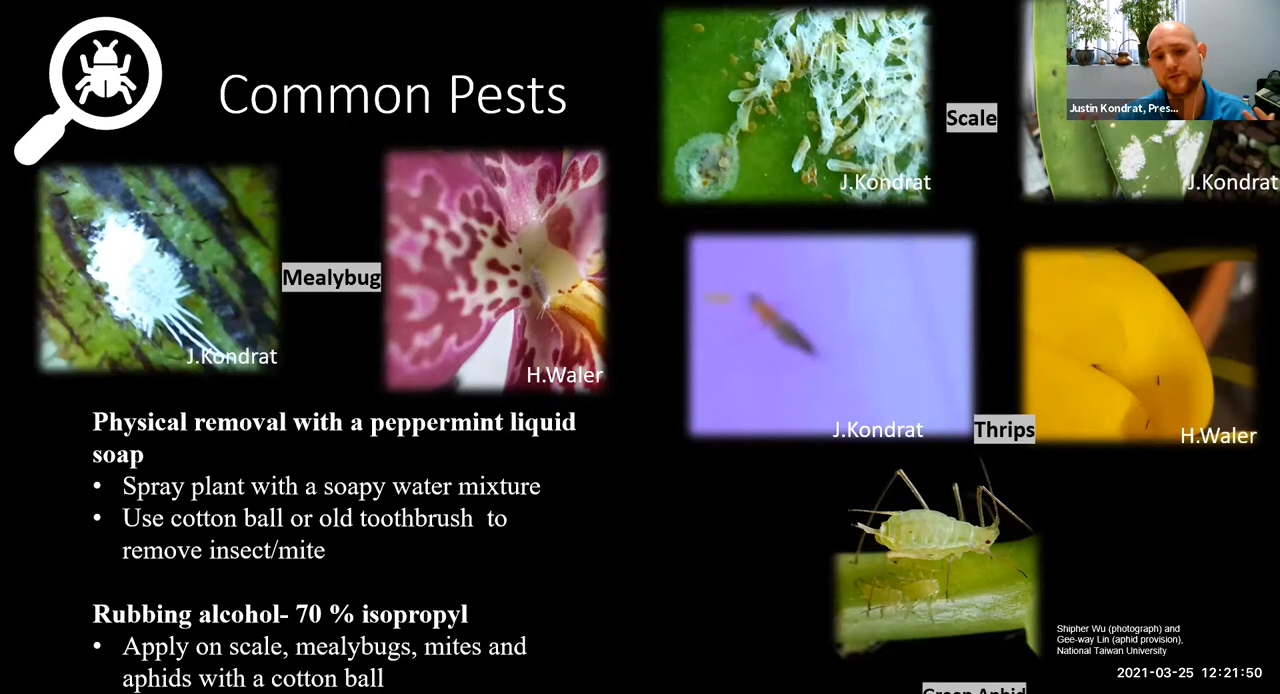 Common Pests
Scale
Justin Kondrat, Pres...
J.Kondrat
J.Kondrat
Mealybug
J.Kondrat
H.Waler
J.Kondrat
Thrips
H.Waler
Physical removal with a peppermint liquid
soap
• Spray plant with a soapy water mixture
• Use cotton ball or old toothbrush to
remove insect/mite
Rubbing alcohol- 70 % isopropyl
• Apply on scale, mealybugs, mites and
aphids with a cotton ball
Shipher Wu (photograph) and
Gee-way Lin (aphid provision),
National Taiwan University
2021-03-25 12:21:50
Green Aphid